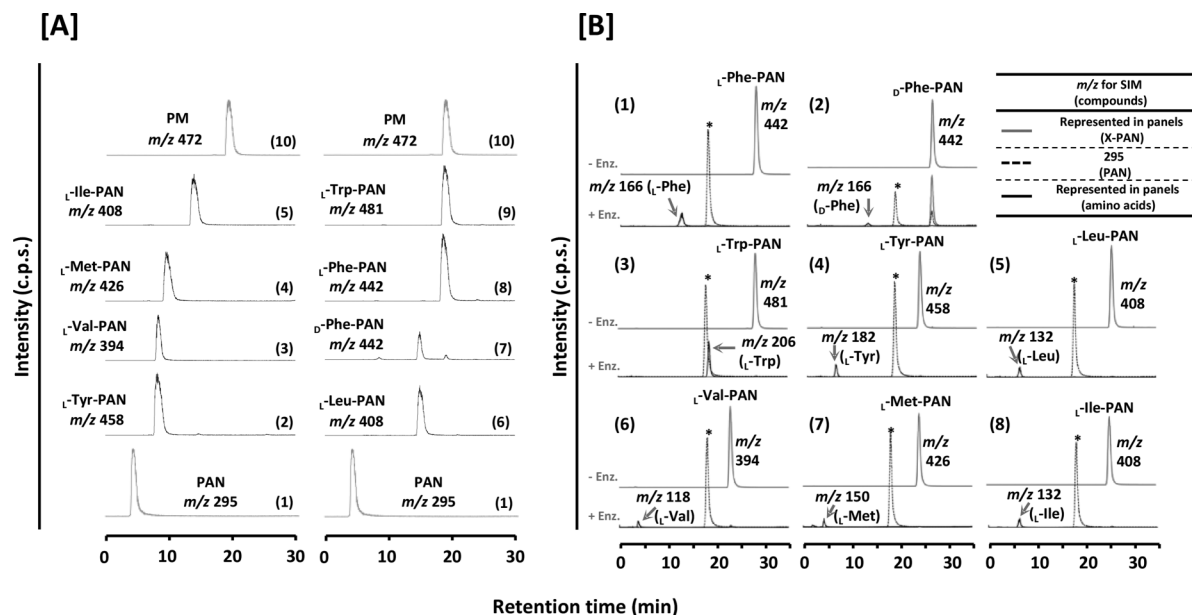 [A]
Intensity (c.p.s.)
PM
m/z 472
(10)
L-Ile-PAN
m/z 408
(5)
L-Met-PAN
m/z 426
(4)
L-Val-PAN
m/z 394
(3)
L-Tyr-PAN
m/z 458
(2)
PAN
m/z 295
(1)
0 10 20 30
PM
m/z 472
(10)
L-Trp-PAN
m/z 481
(9)
L-Phe-PAN
m/z 442
(8)
D-Phe-PAN
m/z 442
(7)
L-Leu-PAN
m/z 408
(6)
PAN
m/z 295
(1)
0 10 20 30
[B]
Intensity (c.p.s.)
(1)
L-Phe-PAN
m/z
442
*
- Enz.
m/z 166 (L-Phe)
+ Enz.
(2)
D-Phe-PAN
m/z
442
m/z 166
(D-Phe)
*
m/z for SIM
(compounds)
Represented in panels
(X-PAN)
295
(PAN)
Represented in panels
(amino acids)
(3)
L-Trp-PAN
m/z
481
*
- Enz.
m/z 206
(L-Trp)
+ Enz.
(4)
L-Tyr-PAN
m/z
458
*
m/z 182
(L-Tyr)
(5)
L-Leu-PAN
m/z
408
*
m/z 132
(L-Leu)
(6)
L-Val-PAN
m/z
394
*
- Enz.
m/z 118
(L-Val)
+ Enz.
0 10 20 30
(7)
L-Met-PAN
m/z
426
*
m/z 150
(L-Met)
0 10 20 30
(8)
L-Ile-PAN
m/z
408
*
m/z 132
(L-Ile)
0 10 20 30
Retention time (min)